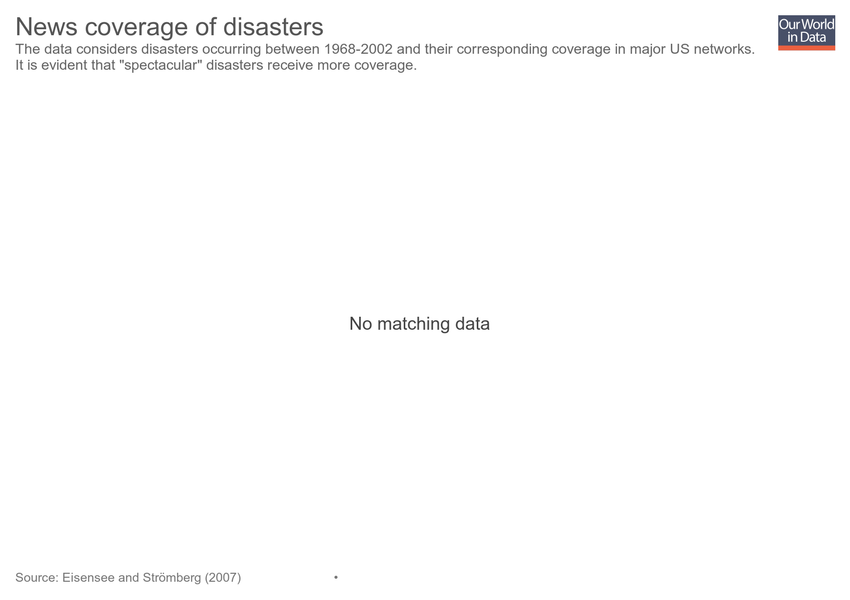 News coverage of disasters
The data considers disasters occurring between 1968-2002 and their corresponding coverage in major US networks.
It is evident that "spectacular" disasters receive more coverage.
Our World
in Data
No matching data
Source: Eisensee and Strömberg (2007) •